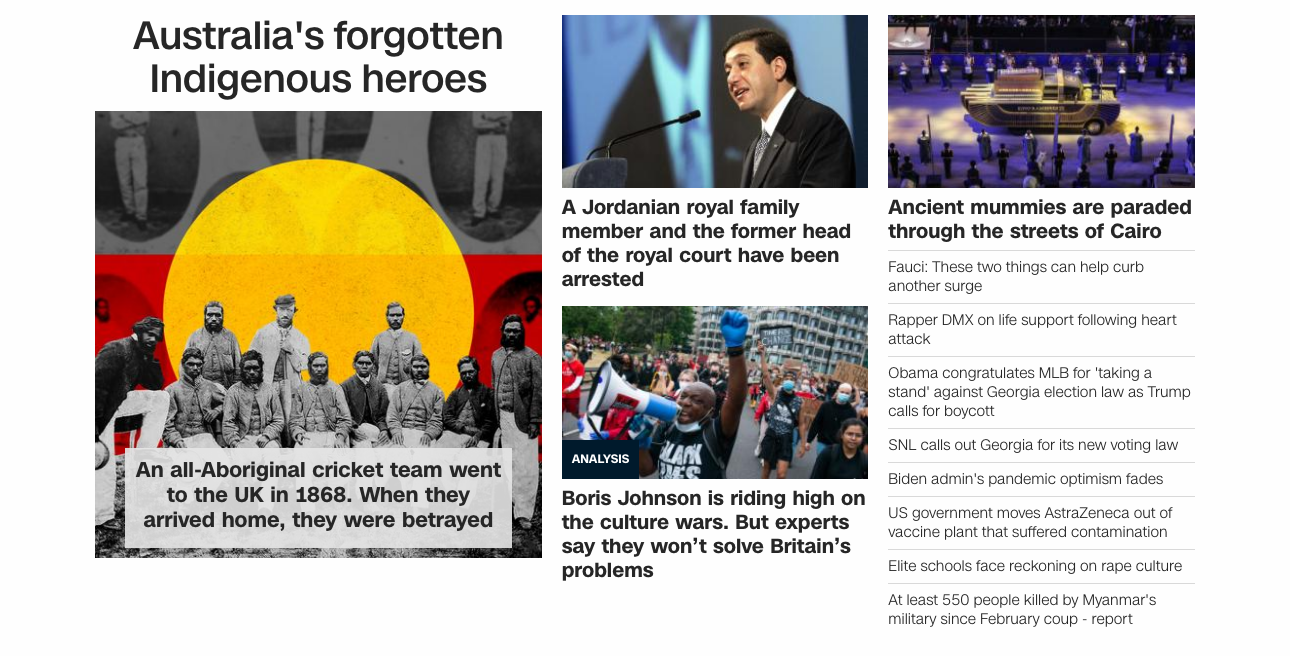 Australia's forgotten
Indigenous heroes
An all-Aboriginal cricket team went
to the UK in 1868. When they
arrived home, they were betrayed
A Jordanian royal family
member and the former head
of the royal court have been
arrested
ANALYSIS
Boris Johnson is riding high on
the culture wars. But experts
say they won’t solve Britain’s
problems
Ancient mummies are paraded
through the streets of Cairo
Fauci: These two things can help curb
another surge
Rapper DMX on life support following heart
attack
Obama congratulates MLB for 'taking a
stand' against Georgia election law as Trump
calls for boycott
SNL calls out Georgia for its new voting law
Biden admin's pandemic optimism fades
US government moves AstraZeneca out of
vaccine plant that suffered contamination
Elite schools face reckoning on rape culture
At least 550 people killed by Myanmar's
military since February coup - report